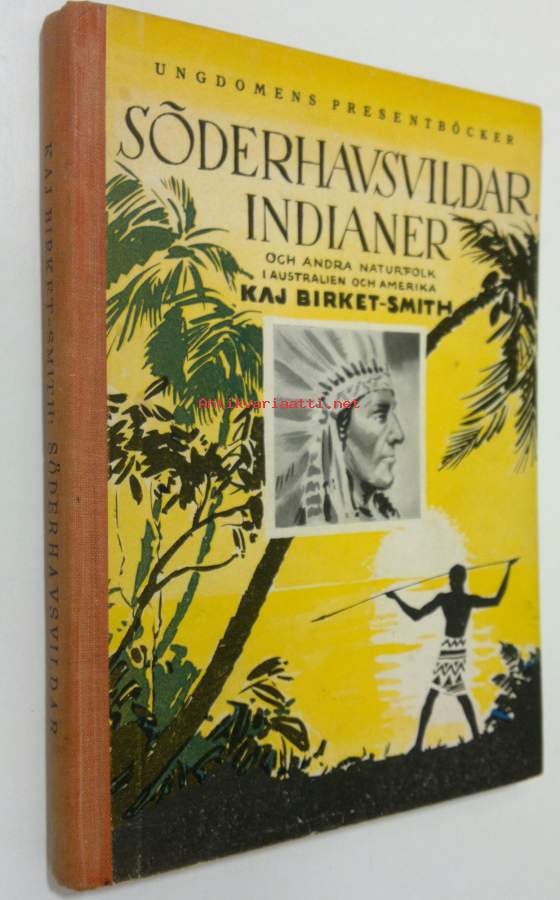 UNGDOMENS PRESENTBÖCKER
SÖDERHAVSVILDAR,
INDIANER
OCH ANDRA NATURFOLK
I AUSTRALIEN OCH AMERIKA
KAJ BIRKET-SMITH
Antikvariaatti.net
KAJ BIRKET-SMITH: SÖDERHAVSVILDAR